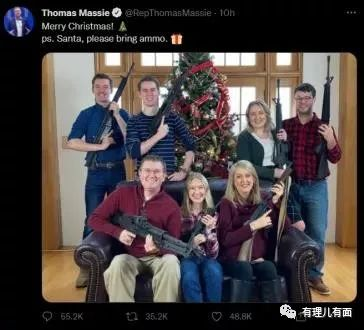 Thomas Massie @RepThomasMassie · 10h
Merry Christmas! 🎄
ps. Santa, please bring ammo. 🎁
55.2K 35.2K 48.8K
有理儿有面